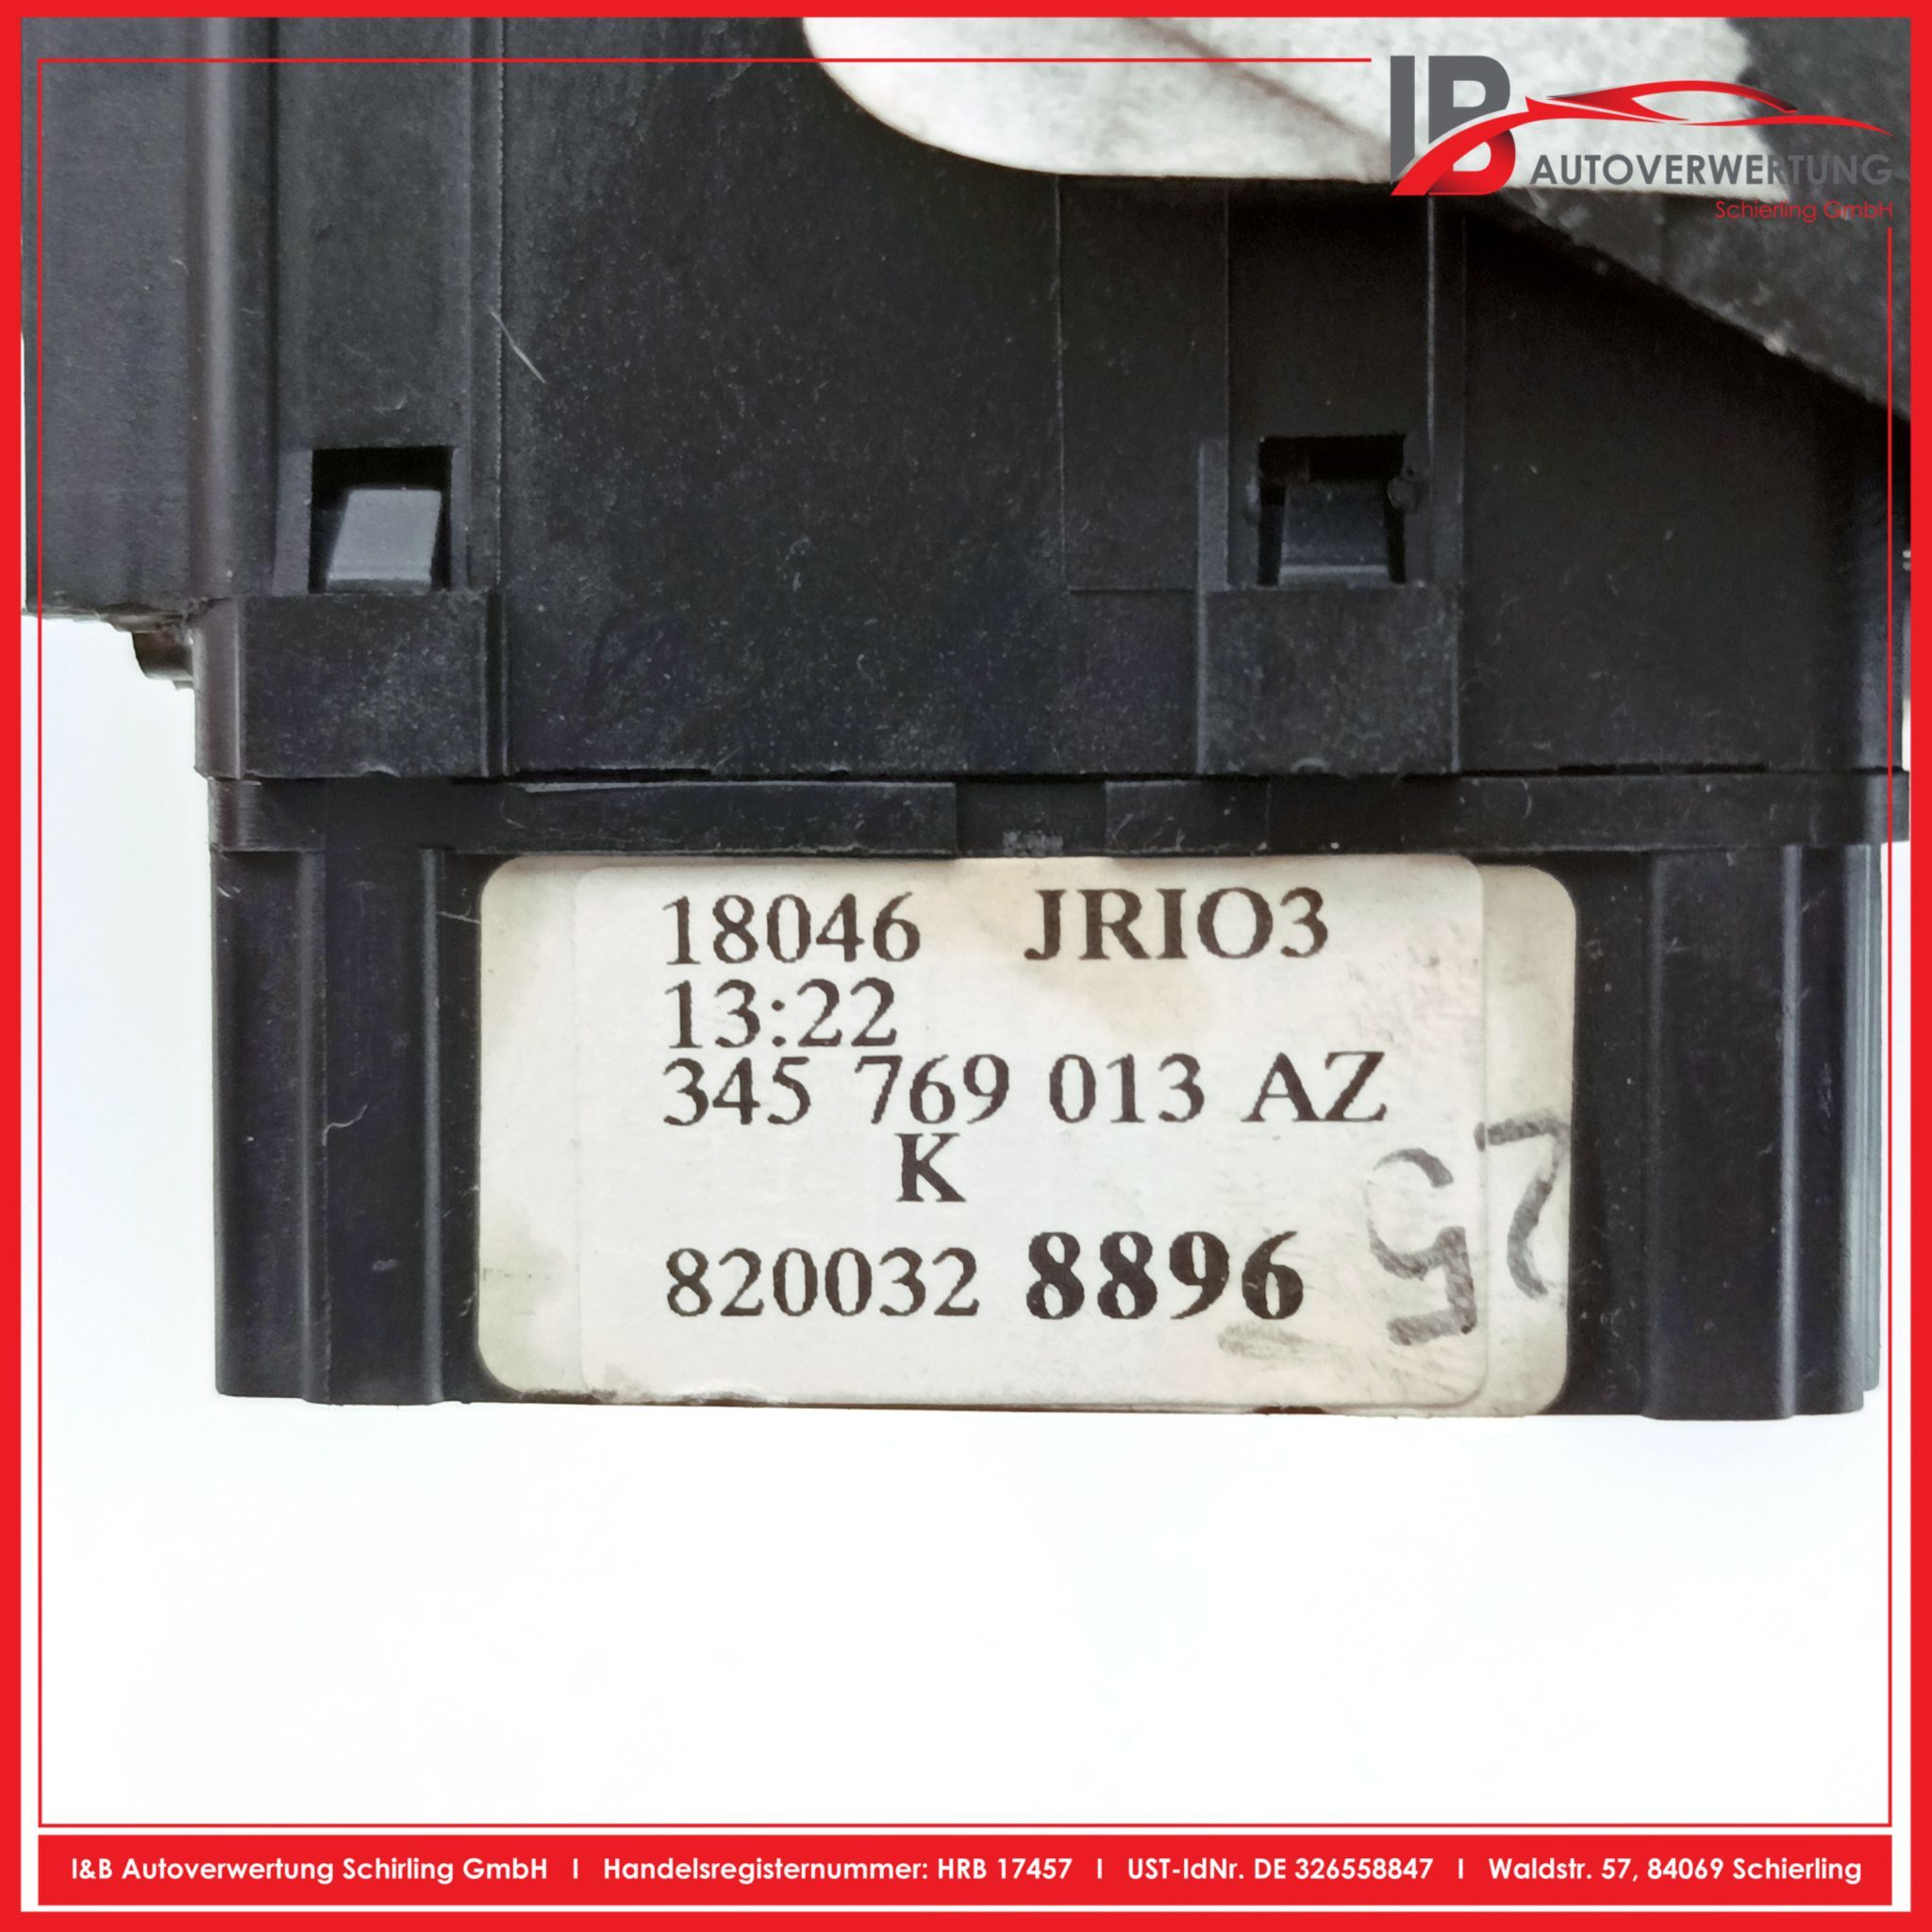 IB
AUTOVERWERTUNG
Schierling GmbH
18046 JRIO3
13:22
345 769 013 AZ
K
820032 8896
25
I&B Autoverwertung Schirling GmbH I Handelsregisternummer: HRB 17457 I UST-IdNr. DE 326558847 I Waldstr. 57, 84069 Schierling